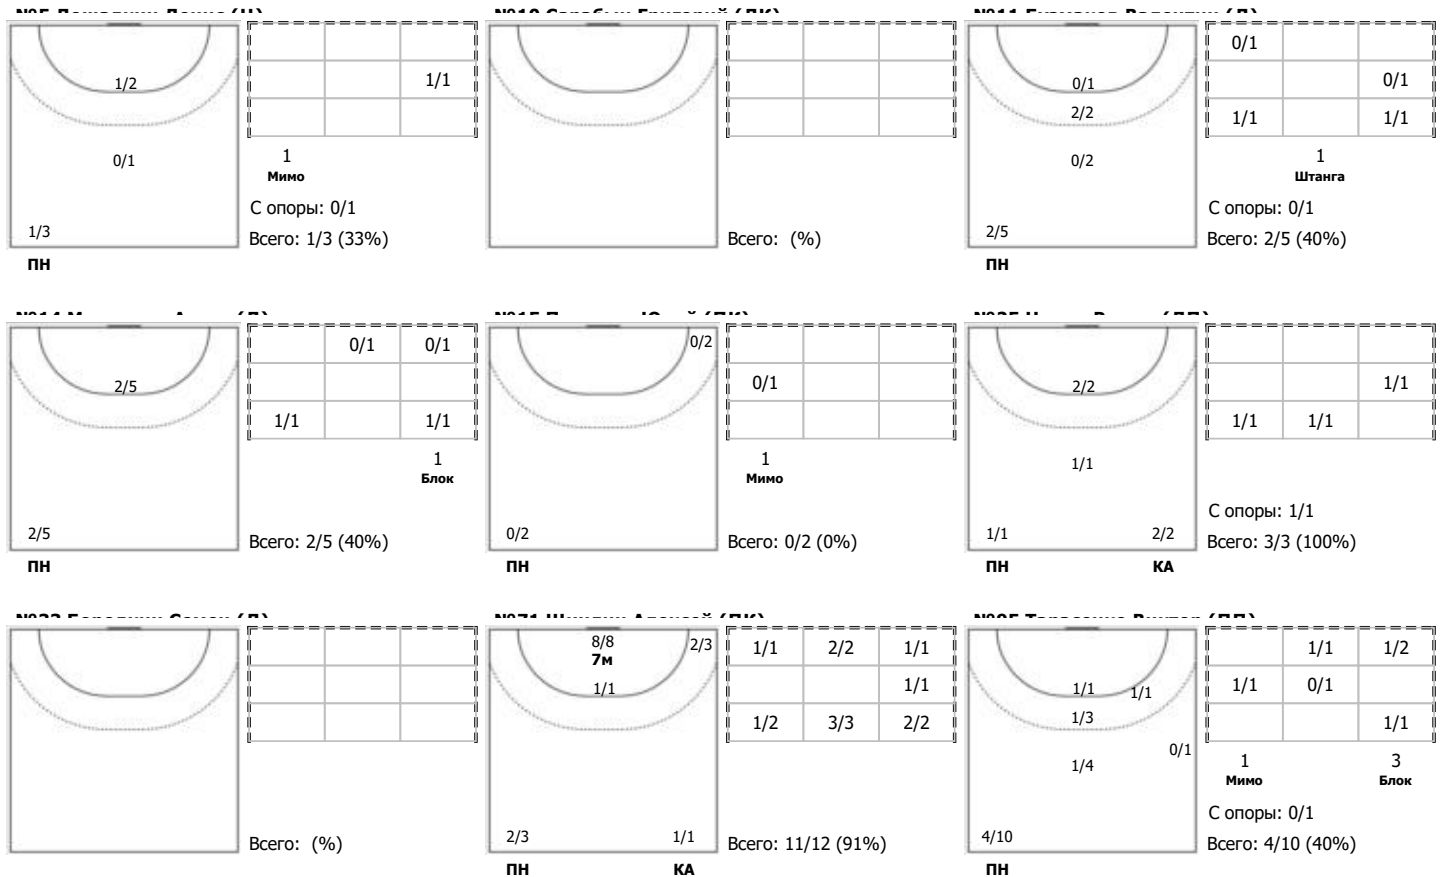 1/2
1/1
0/1
1
Мимо
С опоры: 0/1
1/3
Всего: 1/3 (33%)
ПН
Всего: (%)
0/1
0/1
0/1
2/2
1/1
1/1
0/2
1
Штанга
С опоры: 0/1
2/5
Всего: 2/5 (40%)
ПН
0/1
0/1
2/5
1/1
1/1
1
Блок
2/5
Всего: 2/5 (40%)
ПН
0/2
0/1
1
Мимо
0/2
Всего: 0/2 (0%)
ПН
2/2
1/1
1/1
1/1
1/1
С опоры: 1/1
1/1
2/2
Всего: 3/3 (100%)
ПН
КА
Всего: (%)
8/8
7м
2/3
1/1
2/2
1/1
1/1
1/1
1/2
3/3
2/2
2/3
1/1
Всего: 11/12 (91%)
ПН
КА
1/1
1/2
1/1
1/1
1/1
0/1
1/3
1/1
0/1
1/4
1
Мимо
3
Блок
С опоры: 0/1
4/10
Всего: 4/10 (40%)
ПН